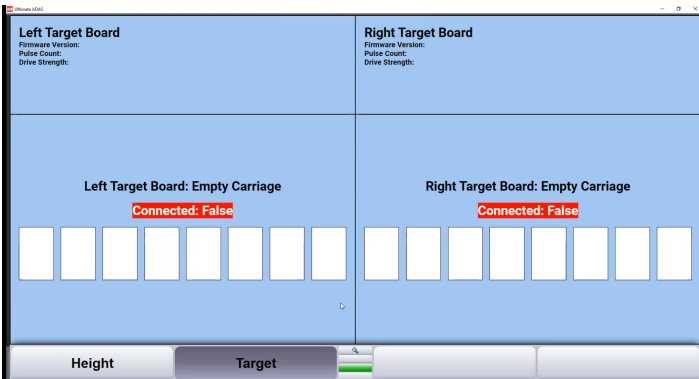 Ultimate ADAS
Left Target Board
Firmware Version:
Pulse Count:
Drive Strength:
Right Target Board
Firmware Version:
Pulse Count:
Drive Strength:
Left Target Board: Empty Carriage
Connected: False
Right Target Board: Empty Carriage
Connected: False
Height
Target